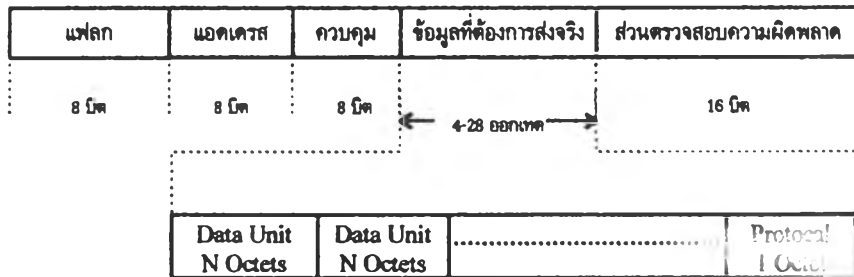 แฟลก แอดเดรส ควบคุม ข้อมูลที่ต้องการส่งจริง ส่วนตรวจสอบความผิดพลาด
8 บิต 8 บิต 8 บิต 4-28 ออกเทต 16 บิต
Data Unit Data Unit Protocal
N Octets N Octets 1 Octet